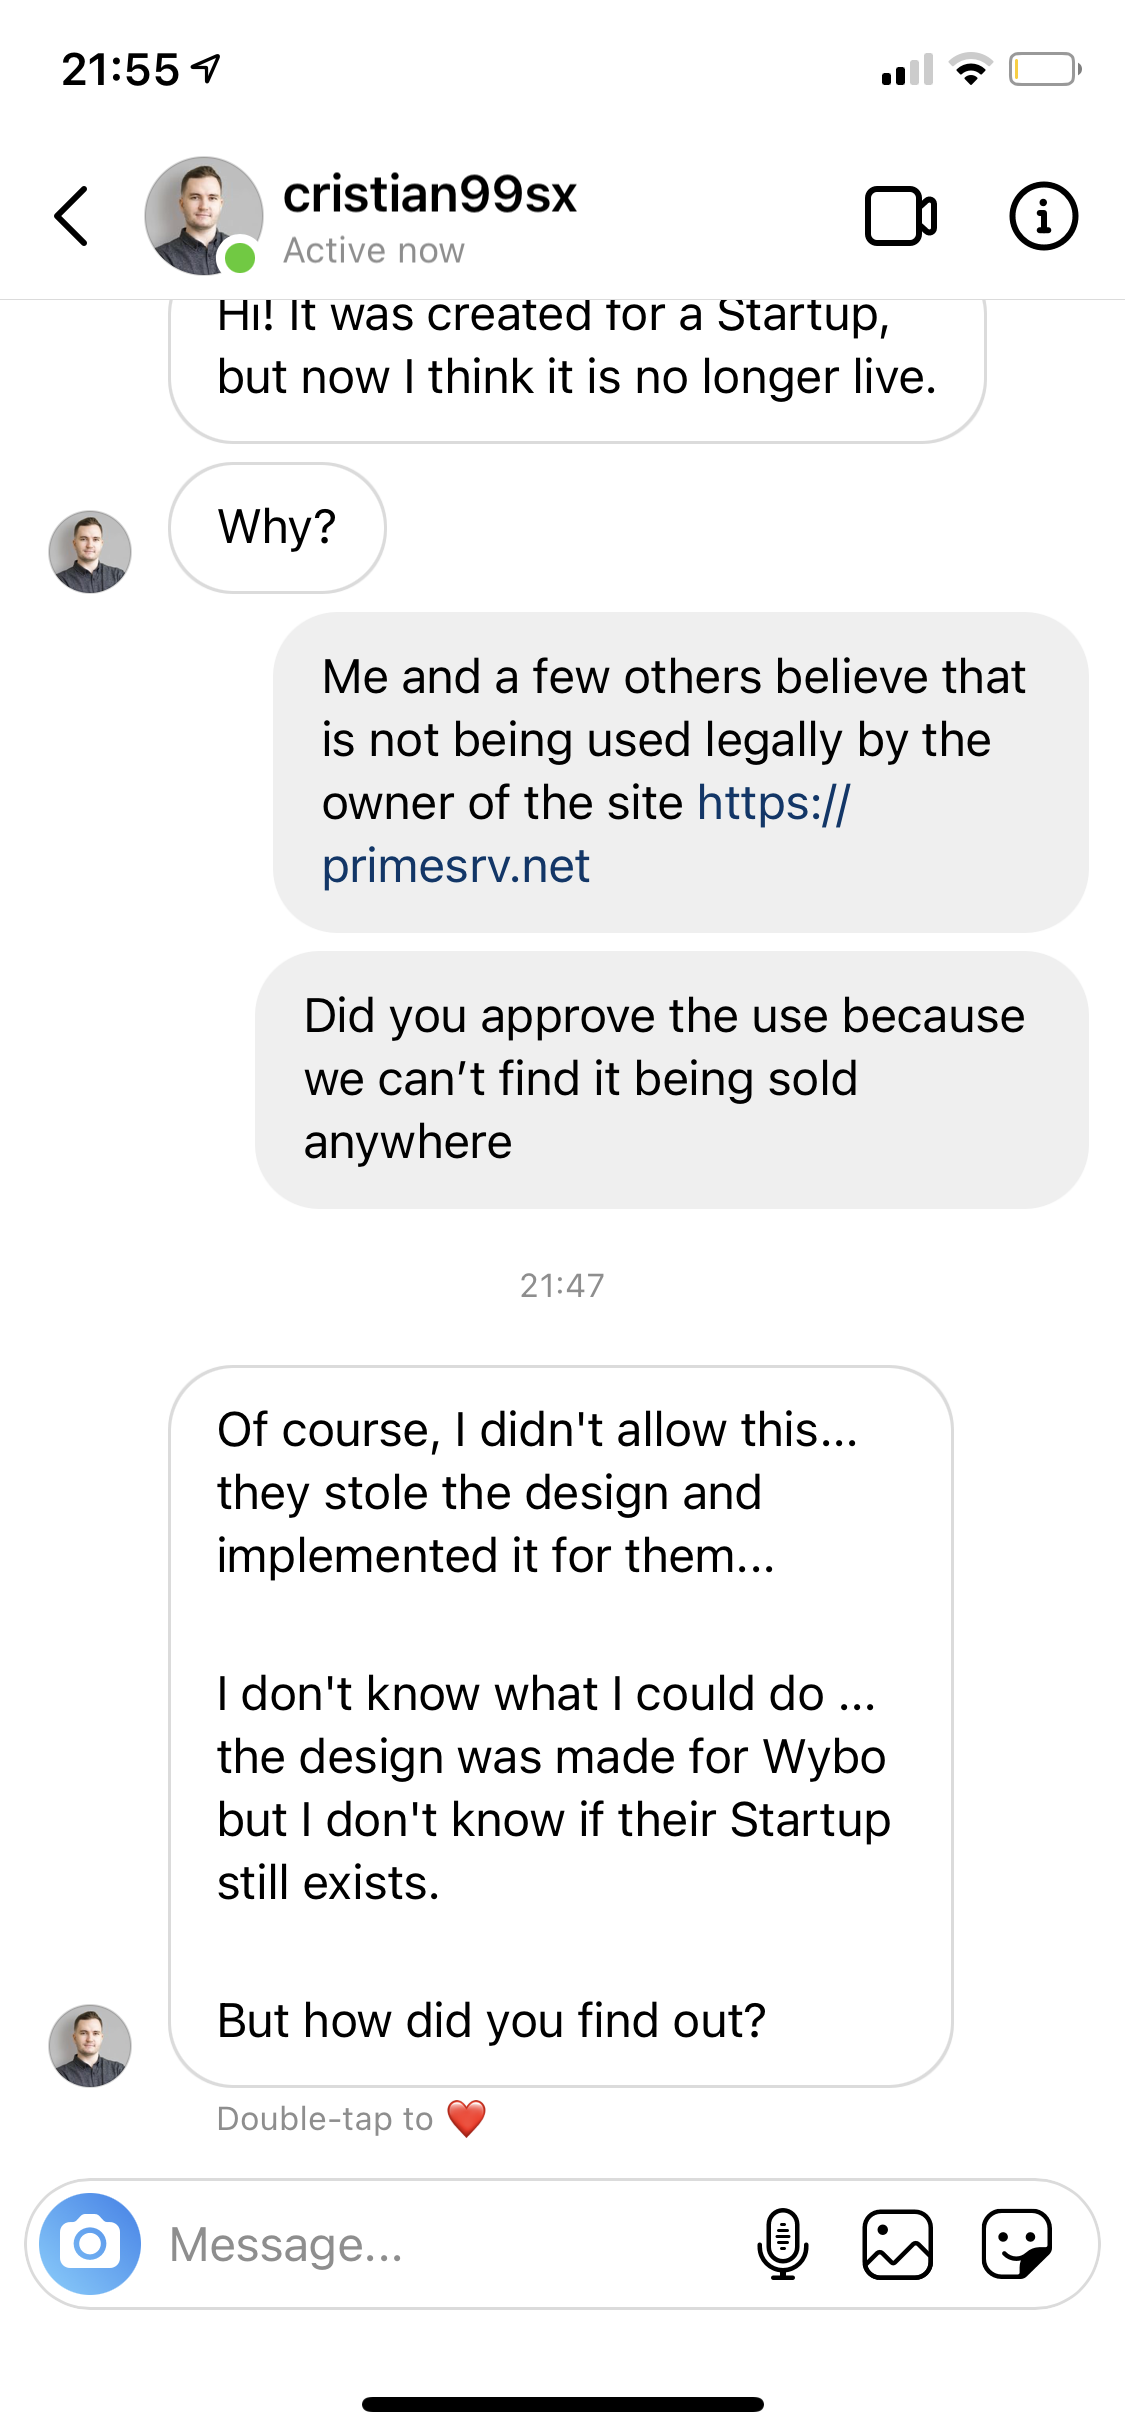 21:55
cristian99sx
Active now
Hi! It was created for a Startup,
but now I think it is no longer live.
Why?
Me and a few others believe that
is not being used legally by the
owner of the site https://
primesrv.net
Did you approve the use because
we can’t find it being sold
anywhere
21:47
Of course, I didn't allow this...
they stole the design and
implemented it for them...
I don't know what I could do ...
the design was made for Wybo
but I don't know if their Startup
still exists.
But how did you find out?
Double-tap to ❤️
Message...